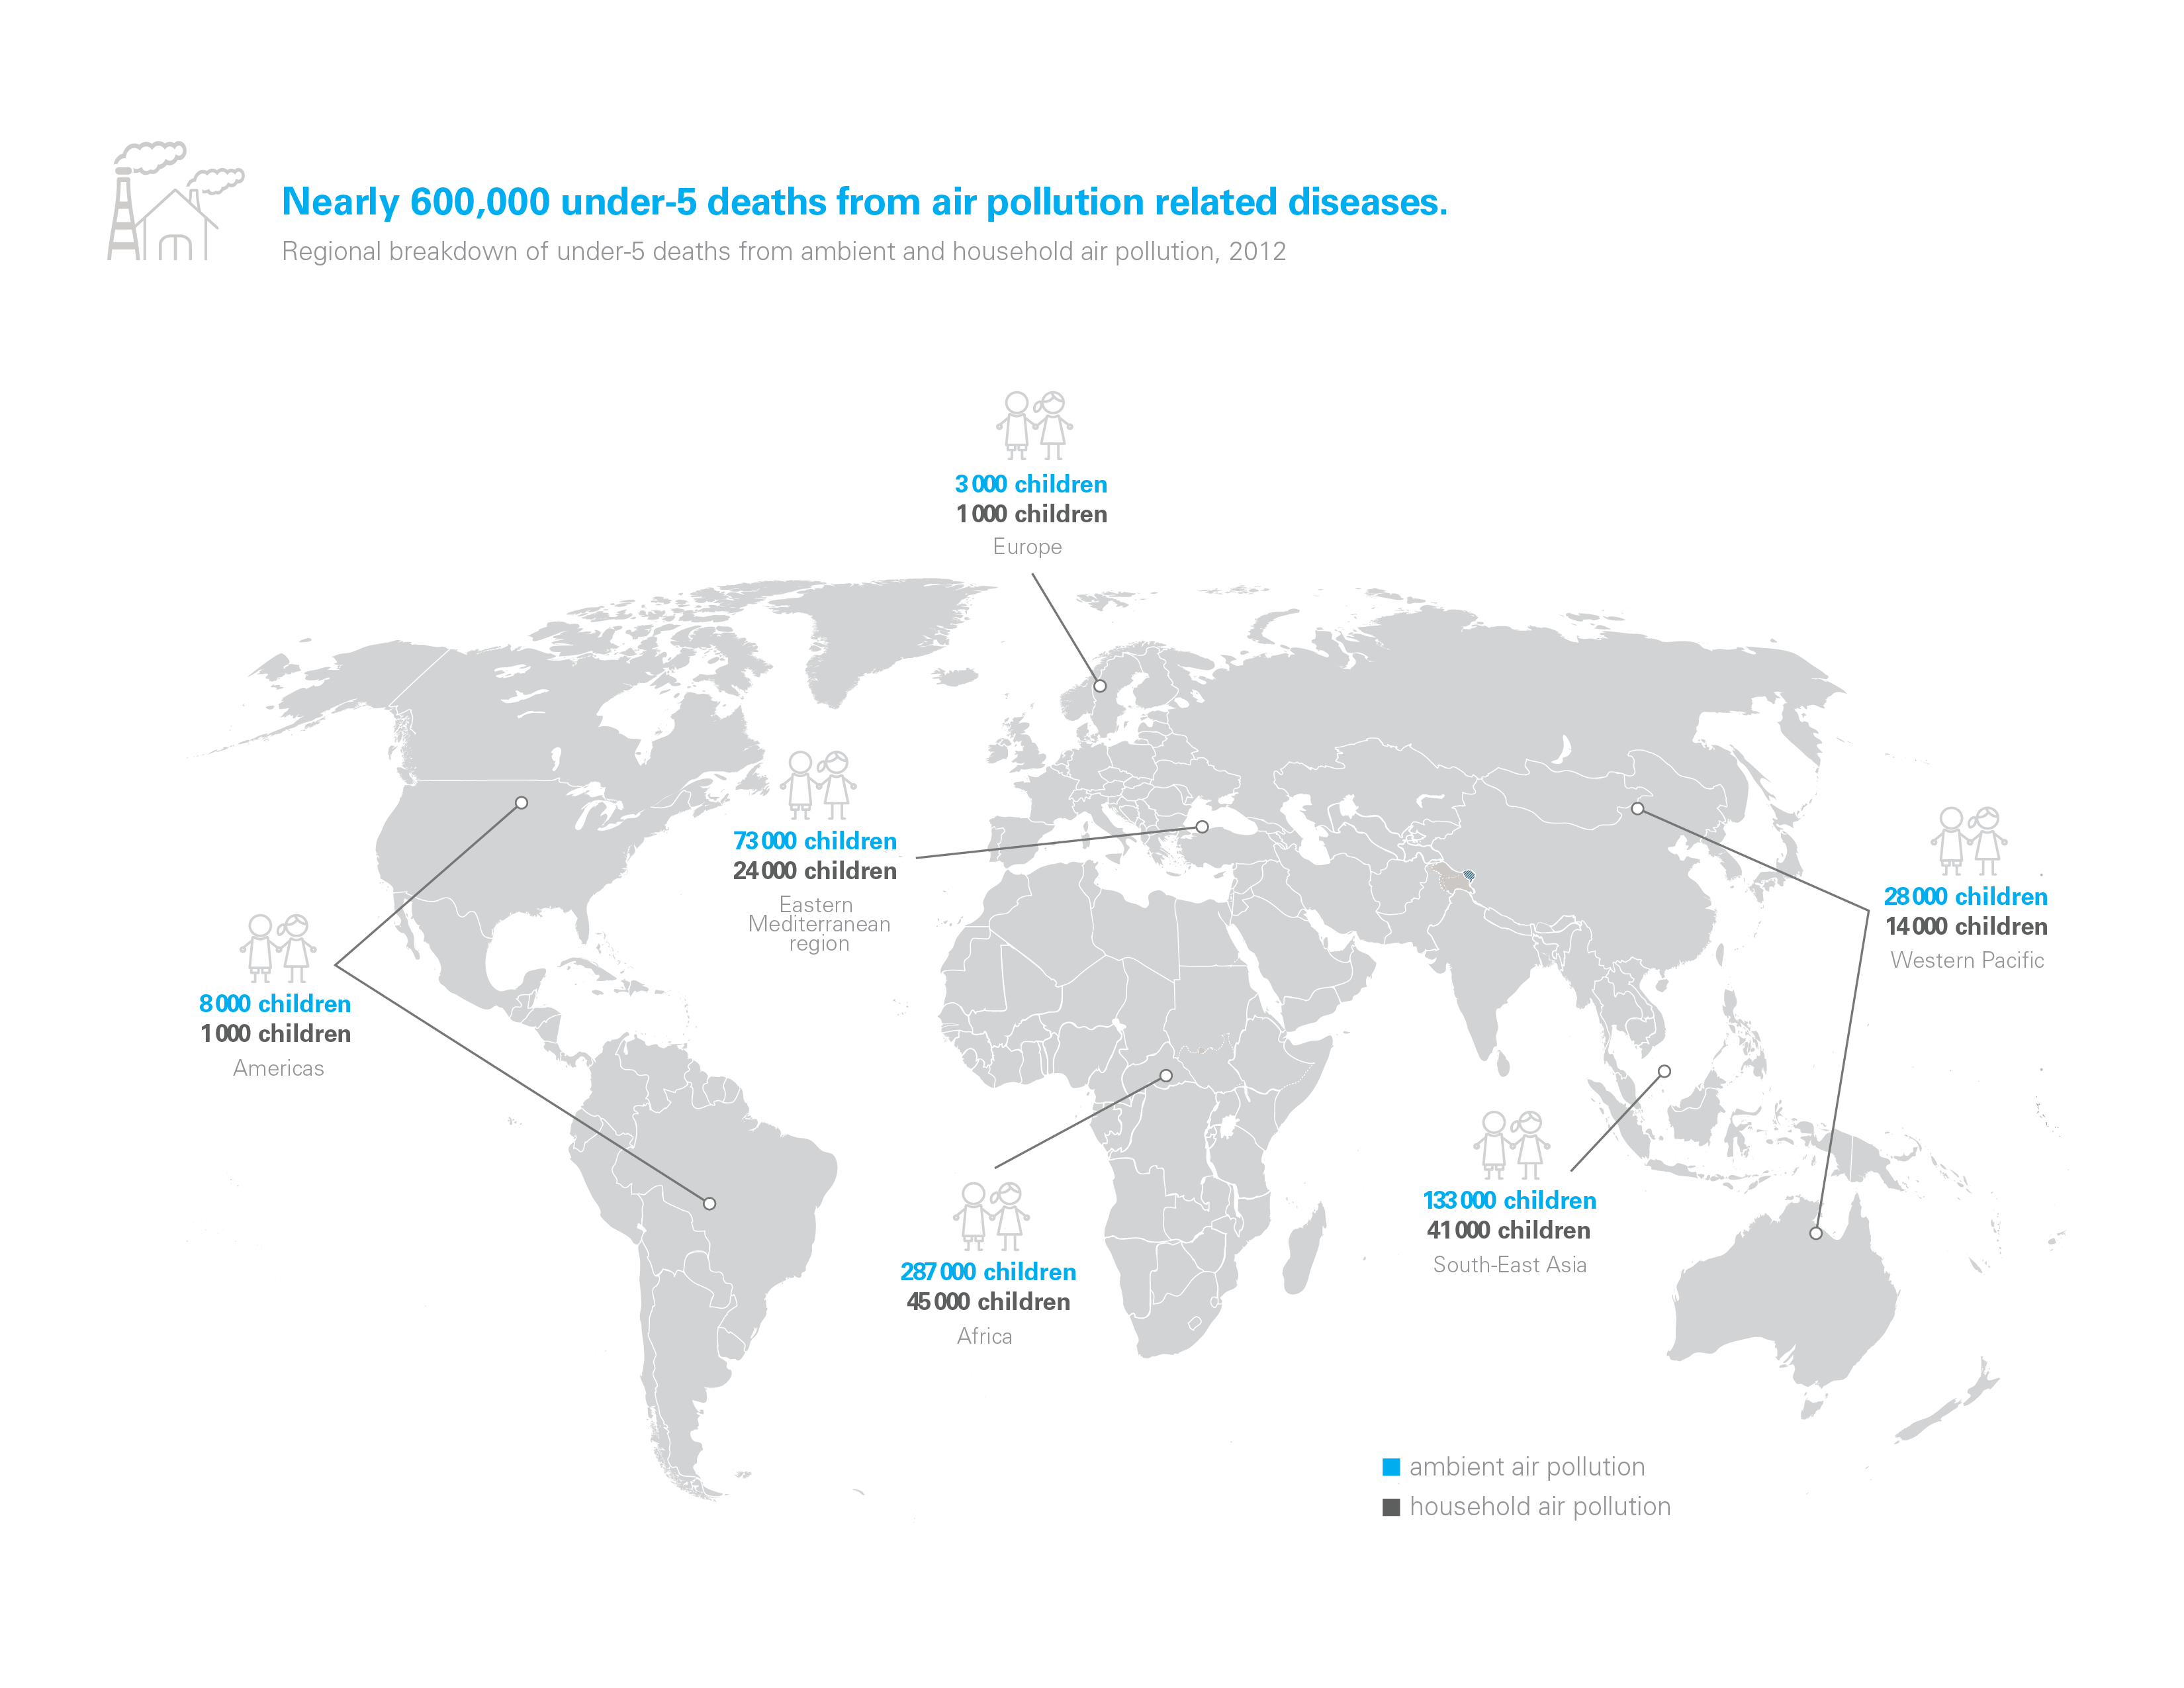 Nearly 600,000 under-5 deaths from air pollution related diseases.
Regional breakdown of under-5 deaths from ambient and household air pollution, 2012
3 000 children
1 000 children
Europe
73 000 children
24 000 children
Eastern
Mediterranean
region
28 000 children
14 000 children
Western Pacific
8 000 children
1 000 children
Americas
133 000 children
41 000 children
South-East Asia
287 000 children
45 000 children
Africa
ambient air pollution
household air pollution